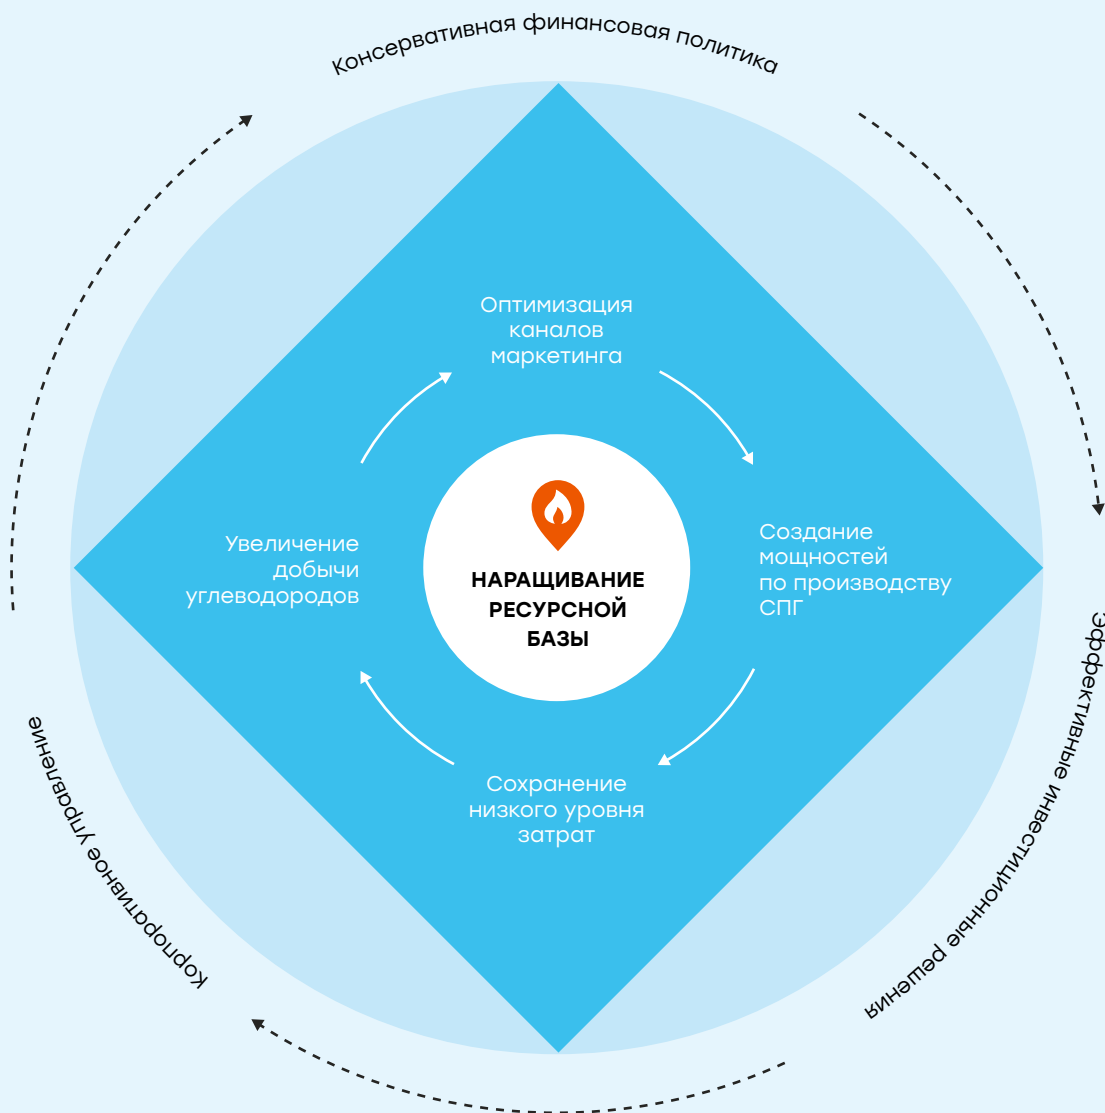 Консервативная финансовая политика
Оптимизация
каналов
маркетинга
Увеличение
добычи
углеводородов
НАРАЩИВАНИЕ
РЕСУРСНОЙ
БАЗЫ
Создание
мощностей
по производству
СПГ
Сохранение
низкого уровня
затрат
Эффективные инвестиционные решения
Корпоративное управление